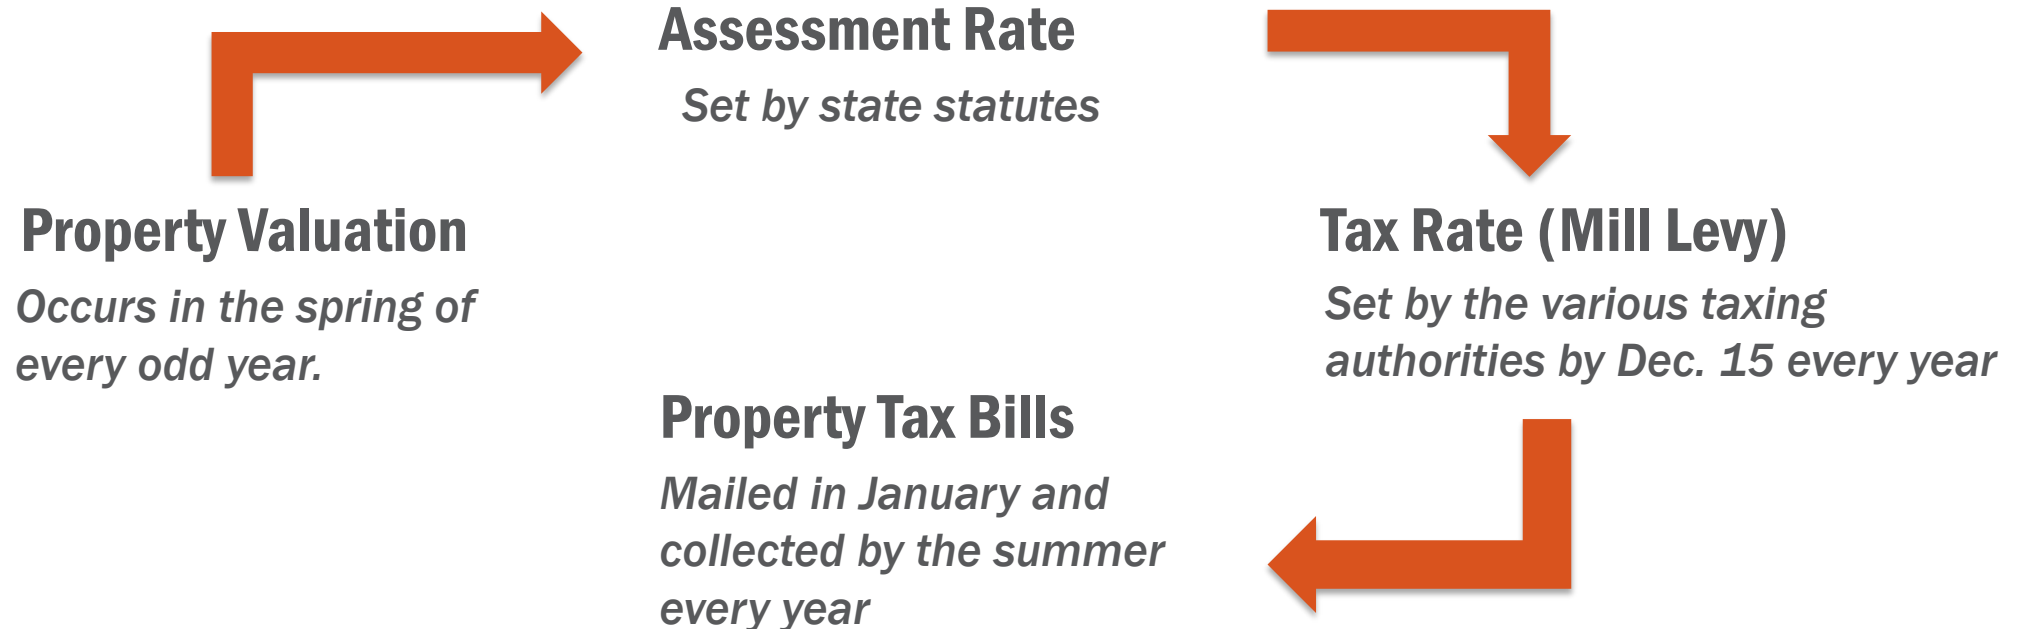 Assessment Rate
Set by state statutes
Property Valuation
Occurs in the spring of
every odd year.
Tax Rate (Mill Levy)
Set by the various taxing
authorities by Dec. 15 every year
Property Tax Bills
Mailed in January and
collected by the summer
every year